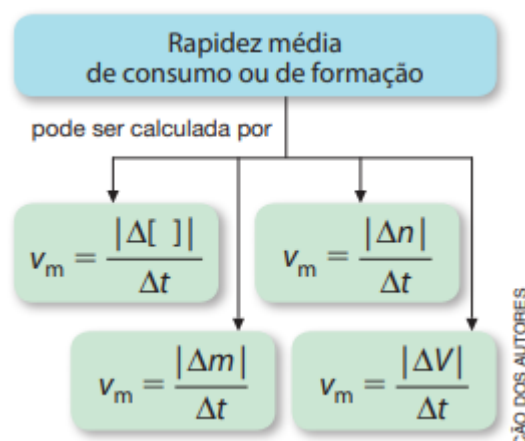 Rapidez média
de consumo ou de formação
pode ser calculada por
v_m = |Δ[ ]| / Δt
v_m = |Δn| / Δt
v_m = |Δm| / Δt
v_m = |ΔV| / Δt
ÇÃO DOS AUTORES